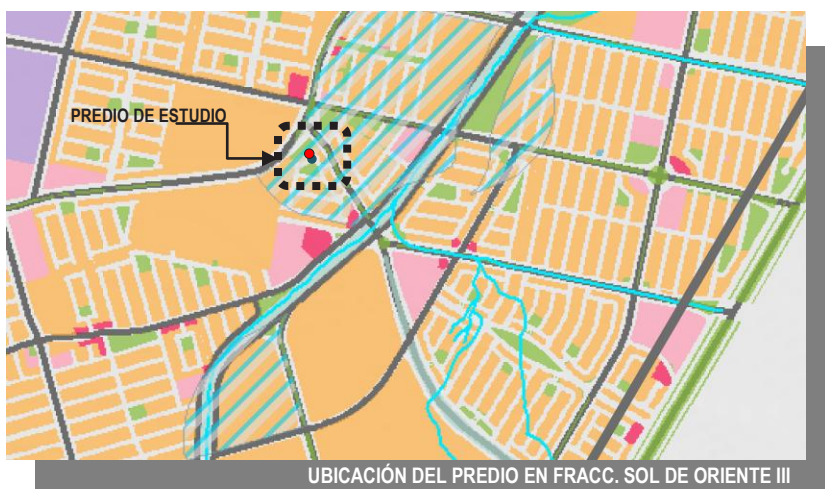 PREDIO DE ESTUDIO
UBICACIÓN DEL PREDIO EN FRACC. SOL DE ORIENTE III